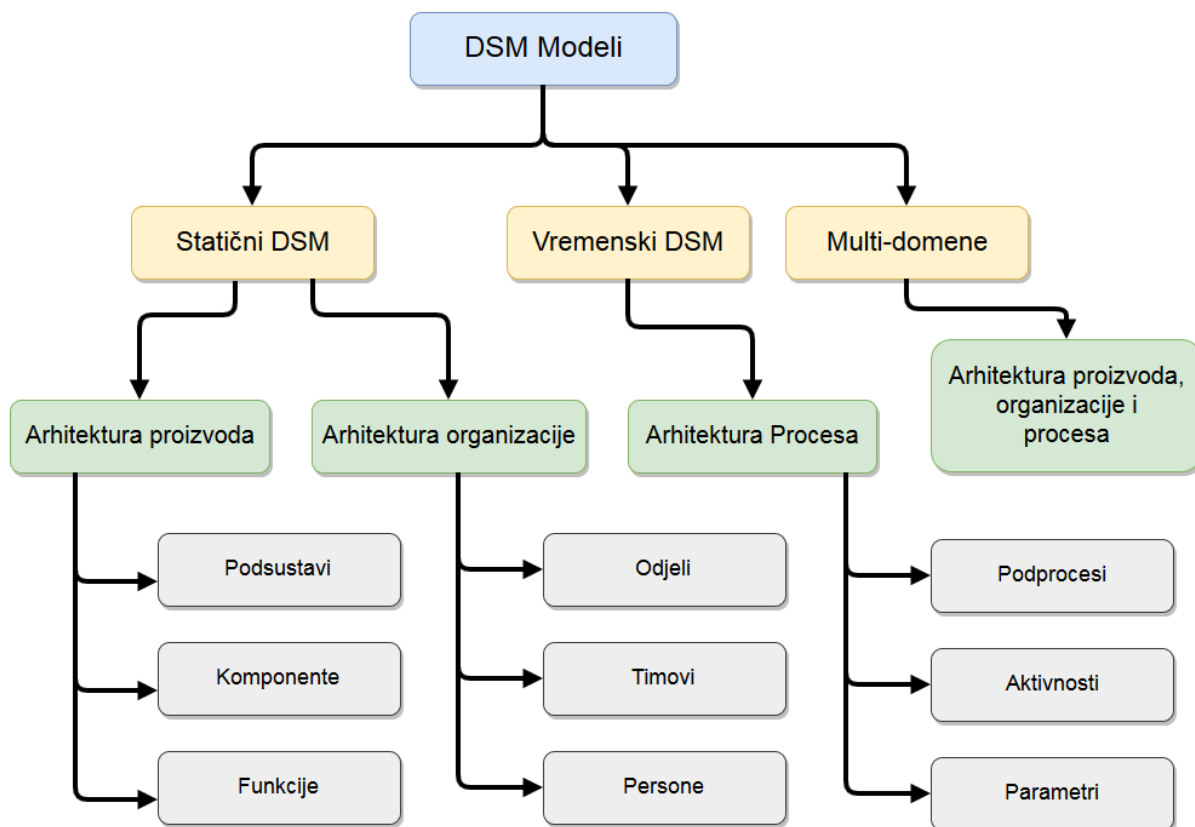 DSM Modeli
Statični DSM
Vremenski DSM
Multi-domene
Arhitektura proizvoda
Arhitektura organizacije
Arhitektura Procesa
Arhitektura proizvoda,
organizacije i
procesa
Podsustavi
Odjeli
Podprocesi
Komponente
Timovi
Aktivnosti
Funkcije
Persone
Parametri